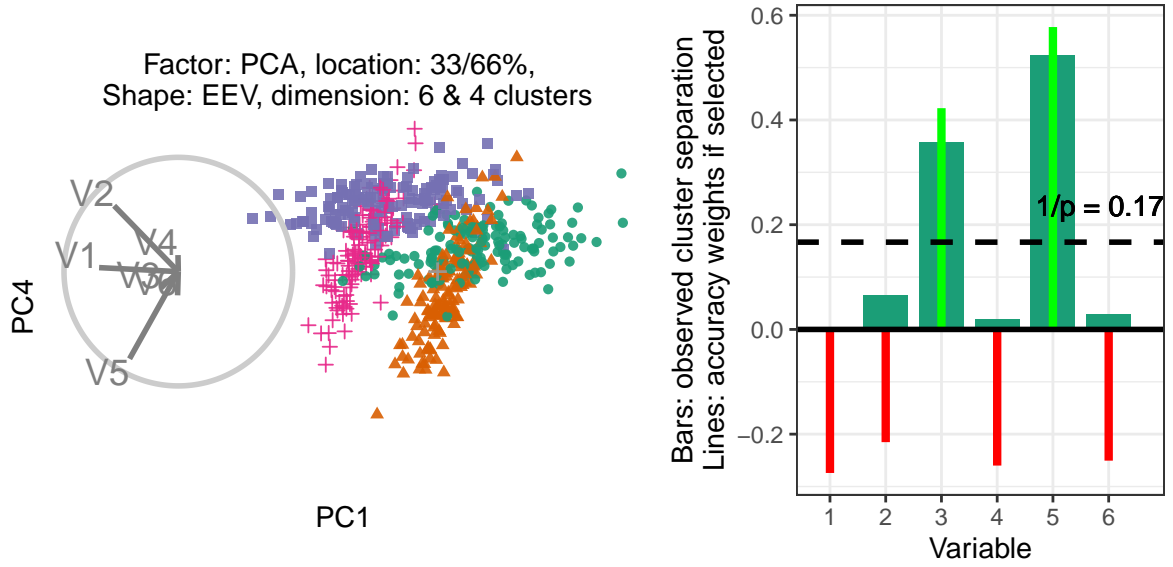 Factor: PCA, location: 33/66%,
Shape: EEV, dimension: 6 & 4 clusters
V2
V4
V1
V3
V5
PC4
PC1
Bars: observed cluster separation
Lines: accuracy weights if selected
0.6
0.4
0.2
0.0
−0.2
1/p = 0.17
1
2
3
4
5
6
Variable